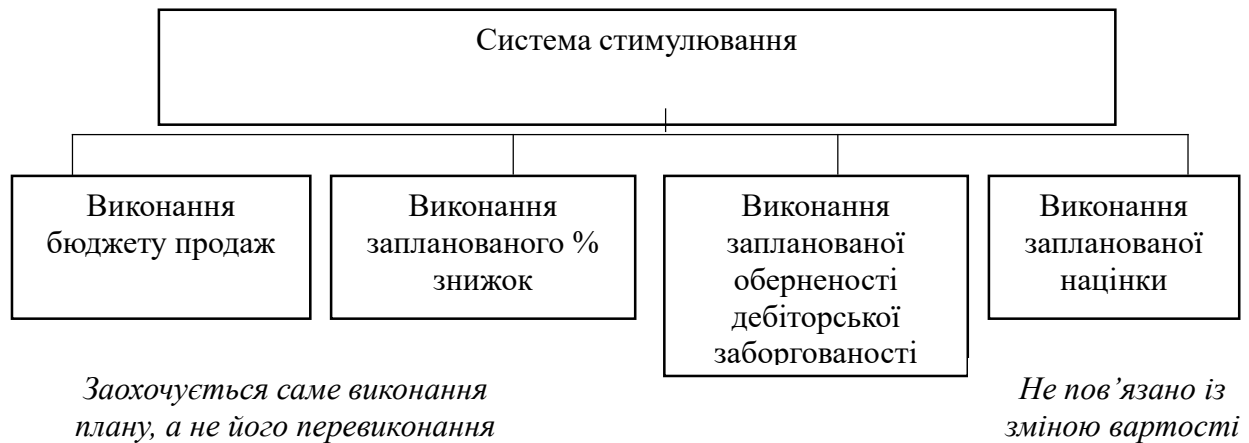 Система стимулювання
Виконання
бюджету продаж
Виконання
запланованого %
знижок
Виконання
запланованої
оберненості
дебіторської
заборгованості
Виконання
запланованої
націнки
Заохочується саме виконання
плану, а не його перевиконання
Не пов’язано із
зміною вартості